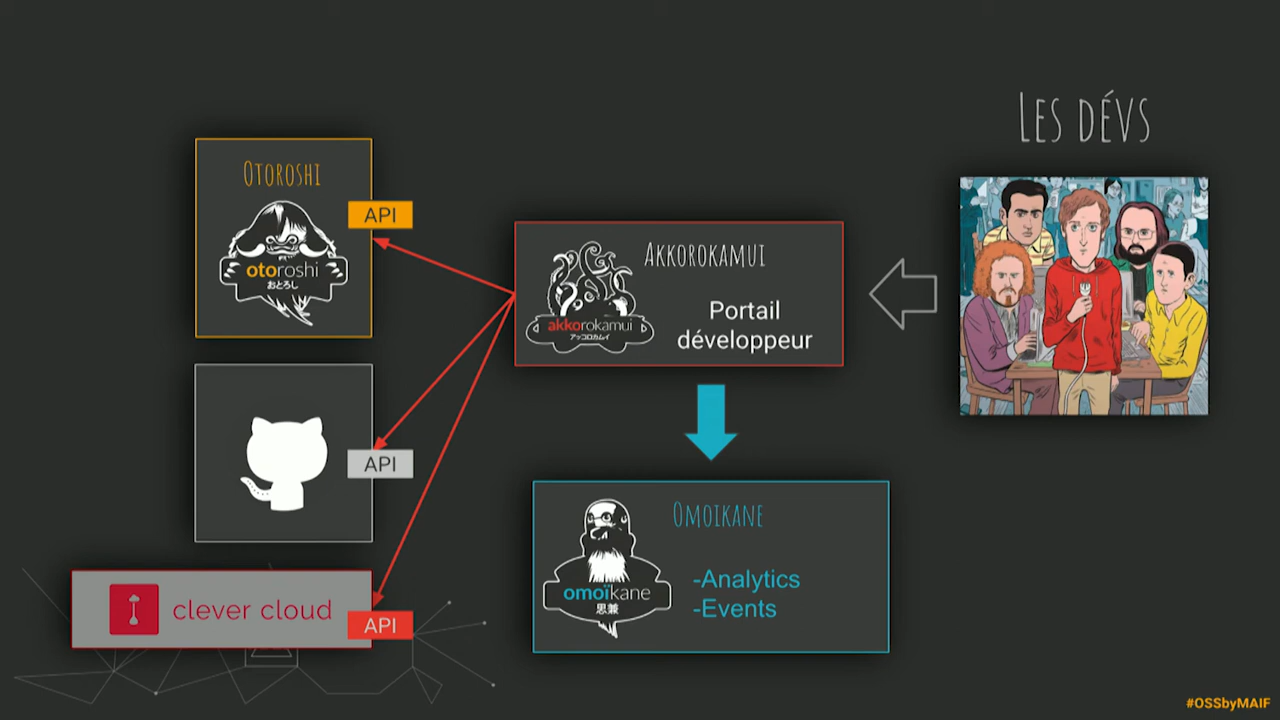 LES DÉVS
OTOROSHI
API
otoroshi
おとろし
AKKOROKAMUI
akkorokamui
アッコロカムイ
Portail
développeur
API
OMOIKANE
omoïkane
思兼
-Analytics
-Events
clever cloud
API
#OSSbyMAIF